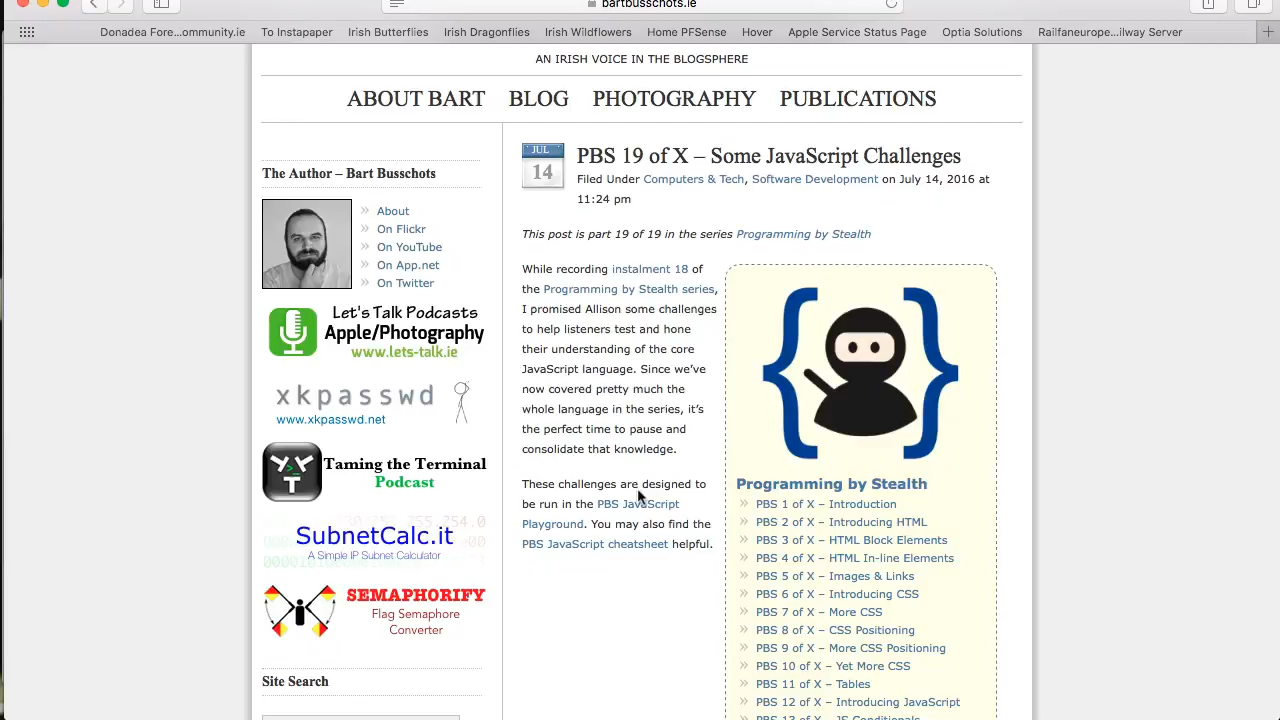 bartbusschots.ie
Donadea Fore...ommunity.ie To Instapaper Irish Butterflies Irish Dragonflies Irish Wildflowers Home PFSense Hover Apple Service Status Page Optia Solutions Railfaneurope...ilway Server
AN IRISH VOICE IN THE BLOGSPHERE
ABOUT BART BLOG PHOTOGRAPHY PUBLICATIONS
The Author – Bart Busschots
» About
» On Flickr
» On YouTube
» On App.net
» On Twitter
Let's Talk Podcasts
Apple/Photography
www.lets-talk.ie
xkpasswd
www.xkpasswd.net
Taming the Terminal
Podcast
SubnetCalc.it
A Simple IP Subnet Calculator
SEMAPHORIFY
Flag Semaphore
Converter
Site Search
JUL
14
PBS 19 of X – Some JavaScript Challenges
Filed Under Computers & Tech, Software Development on July 14, 2016 at
11:24 pm
This post is part 19 of 19 in the series Programming by Stealth
While recording instalment 18 of
the Programming by Stealth series,
I promised Allison some challenges
to help listeners test and hone
their understanding of the core
JavaScript language. Since we've
now covered pretty much the
whole language in the series, it's
the perfect time to pause and
consolidate that knowledge.
These challenges are designed to
be run in the PBS JavaScript
Playground. You may also find the
PBS JavaScript cheatsheet helpful.
Programming by Stealth
» PBS 1 of X – Introduction
» PBS 2 of X – Introducing HTML
» PBS 3 of X – HTML Block Elements
» PBS 4 of X – HTML In-line Elements
» PBS 5 of X – Images & Links
» PBS 6 of X – Introducing CSS
» PBS 7 of X – More CSS
» PBS 8 of X – CSS Positioning
» PBS 9 of X – More CSS Positioning
» PBS 10 of X – Yet More CSS
» PBS 11 of X – Tables
» PBS 12 of X – Introducing JavaScript
» PBS 13 of X – JS Conditionals